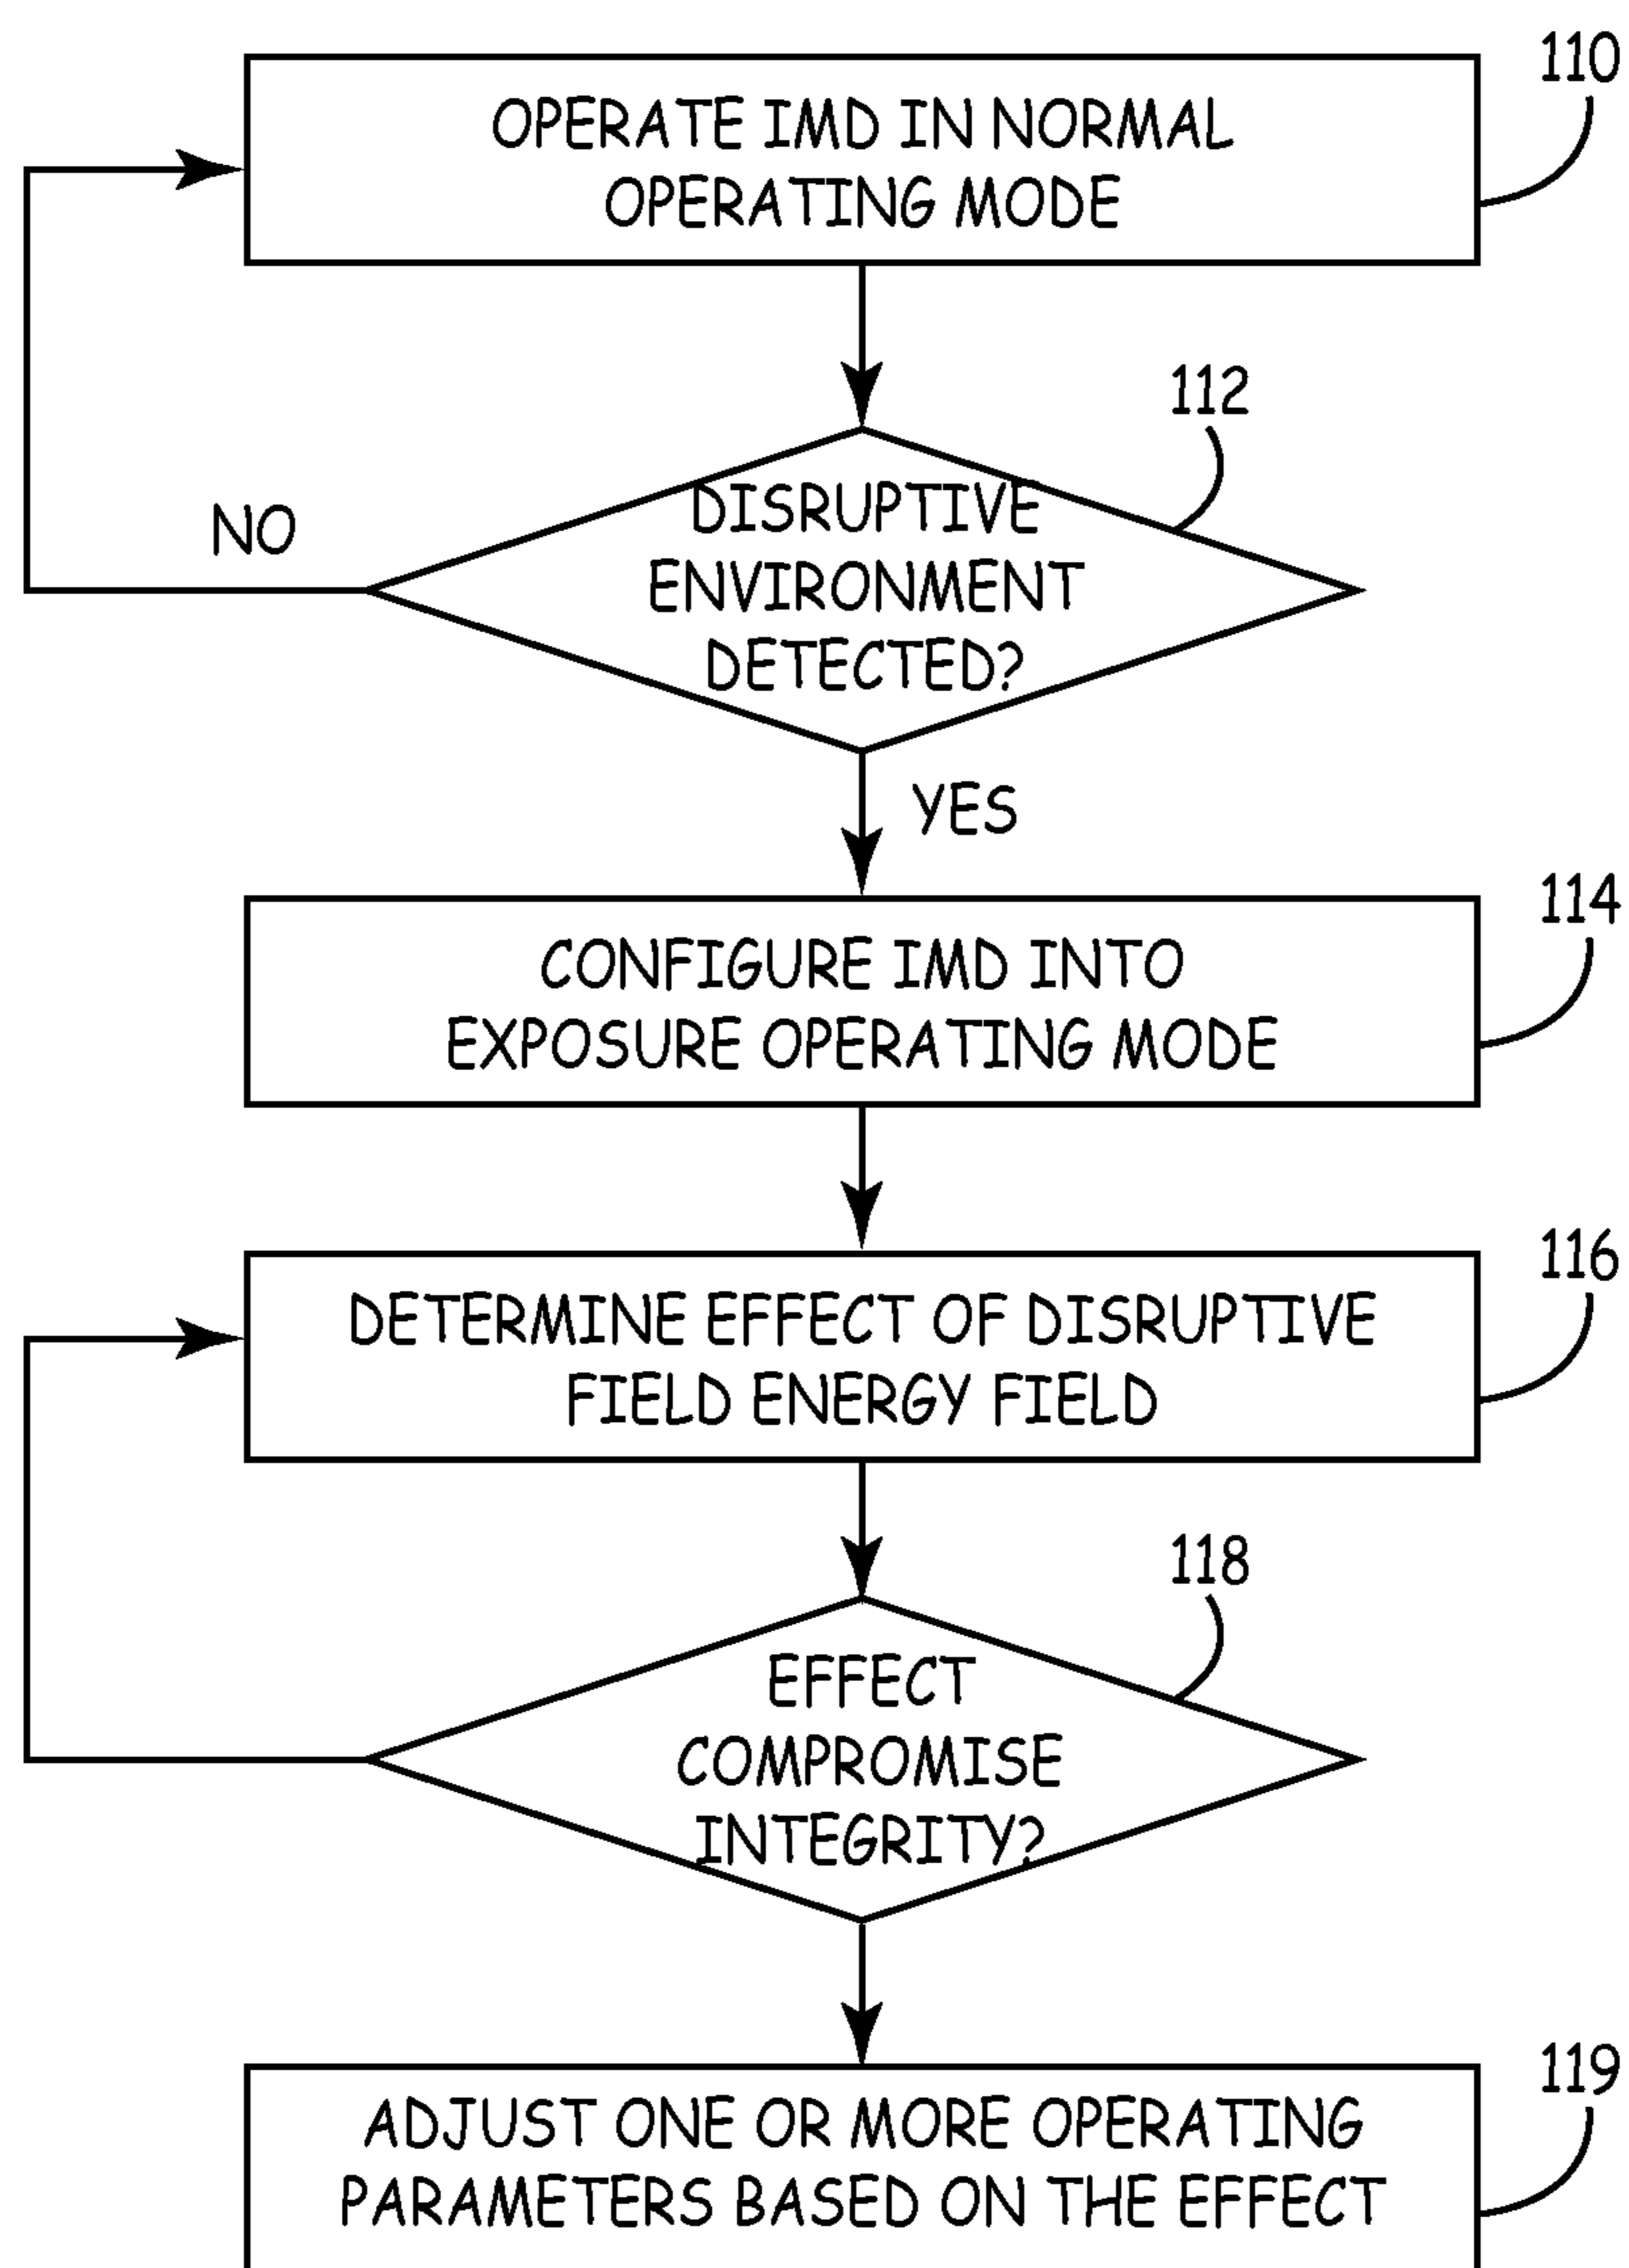 110
OPERATE IMD IN NORMAL
OPERATING MODE
112
DISRUPTIVE
ENVIRONMENT
DETECTED?
NO
YES
114
CONFIGURE IMD INTO
EXPOSURE OPERATING MODE
116
DETERMINE EFFECT OF DISRUPTIVE
FIELD ENERGY FIELD
118
EFFECT
COMPROMISE
INTEGRITY?
119
ADJUST ONE OR MORE OPERATING
PARAMETERS BASED ON THE EFFECT